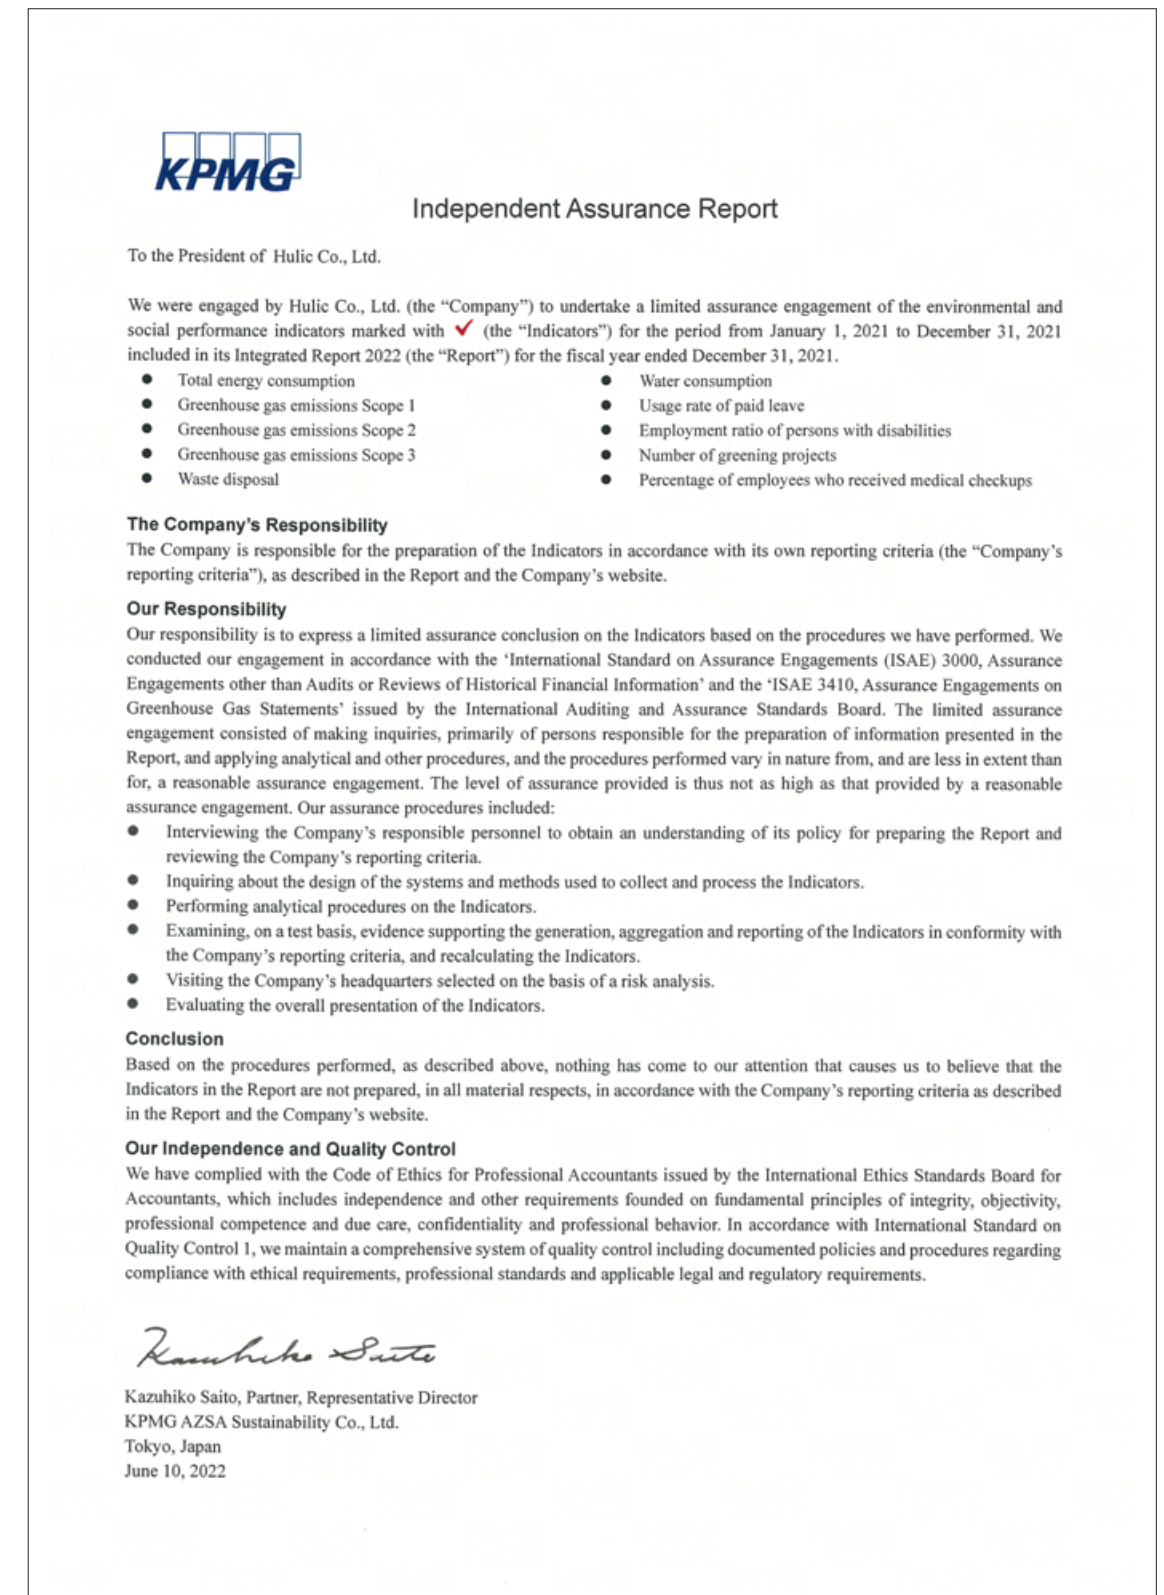 KPMG
Independent Assurance Report
To the President of Hulic Co., Ltd.
We were engaged by Hulic Co., Ltd. (the “Company”) to undertake a limited assurance engagement of the environmental and
social performance indicators marked with ✓ (the “Indicators”) for the period from January 1, 2021 to December 31, 2021
included in its Integrated Report 2022 (the “Report”) for the fiscal year ended December 31, 2021.
● Total energy consumption
● Greenhouse gas emissions Scope 1
● Greenhouse gas emissions Scope 2
● Greenhouse gas emissions Scope 3
● Waste disposal
● Water consumption
● Usage rate of paid leave
● Employment ratio of persons with disabilities
● Number of greening projects
● Percentage of employees who received medical checkups
The Company’s Responsibility
The Company is responsible for the preparation of the Indicators in accordance with its own reporting criteria (the “Company’s
reporting criteria”), as described in the Report and the Company’s website.
Our Responsibility
Our responsibility is to express a limited assurance conclusion on the Indicators based on the procedures we have performed. We
conducted our engagement in accordance with the ‘International Standard on Assurance Engagements (ISAE) 3000, Assurance
Engagements other than Audits or Reviews of Historical Financial Information’ and the ‘ISAE 3410, Assurance Engagements on
Greenhouse Gas Statements’ issued by the International Auditing and Assurance Standards Board. The limited assurance
engagement consisted of making inquiries, primarily of persons responsible for the preparation of information presented in the
Report, and applying analytical and other procedures, and the procedures performed vary in nature from, and are less in extent than
for, a reasonable assurance engagement. The level of assurance provided is thus not as high as that provided by a reasonable
assurance engagement. Our assurance procedures included:
● Interviewing the Company’s responsible personnel to obtain an understanding of its policy for preparing the Report and
reviewing the Company’s reporting criteria.
● Inquiring about the design of the systems and methods used to collect and process the Indicators.
● Performing analytical procedures on the Indicators.
● Examining, on a test basis, evidence supporting the generation, aggregation and reporting of the Indicators in conformity with
the Company’s reporting criteria, and recalculating the Indicators.
● Visiting the Company’s headquarters selected on the basis of a risk analysis.
● Evaluating the overall presentation of the Indicators.
Conclusion
Based on the procedures performed, as described above, nothing has come to our attention that causes us to believe that the
Indicators in the Report are not prepared, in all material respects, in accordance with the Company’s reporting criteria as described
in the Report and the Company’s website.
Our Independence and Quality Control
We have complied with the Code of Ethics for Professional Accountants issued by the International Ethics Standards Board for
Accountants, which includes independence and other requirements founded on fundamental principles of integrity, objectivity,
professional competence and due care, confidentiality and professional behavior. In accordance with International Standard on
Quality Control 1, we maintain a comprehensive system of quality control including documented policies and procedures regarding
compliance with ethical requirements, professional standards and applicable legal and regulatory requirements.
Kazuhiko Saito
Kazuhiko Saito, Partner, Representative Director
KPMG AZSA Sustainability Co., Ltd.
Tokyo, Japan
June 10, 2022